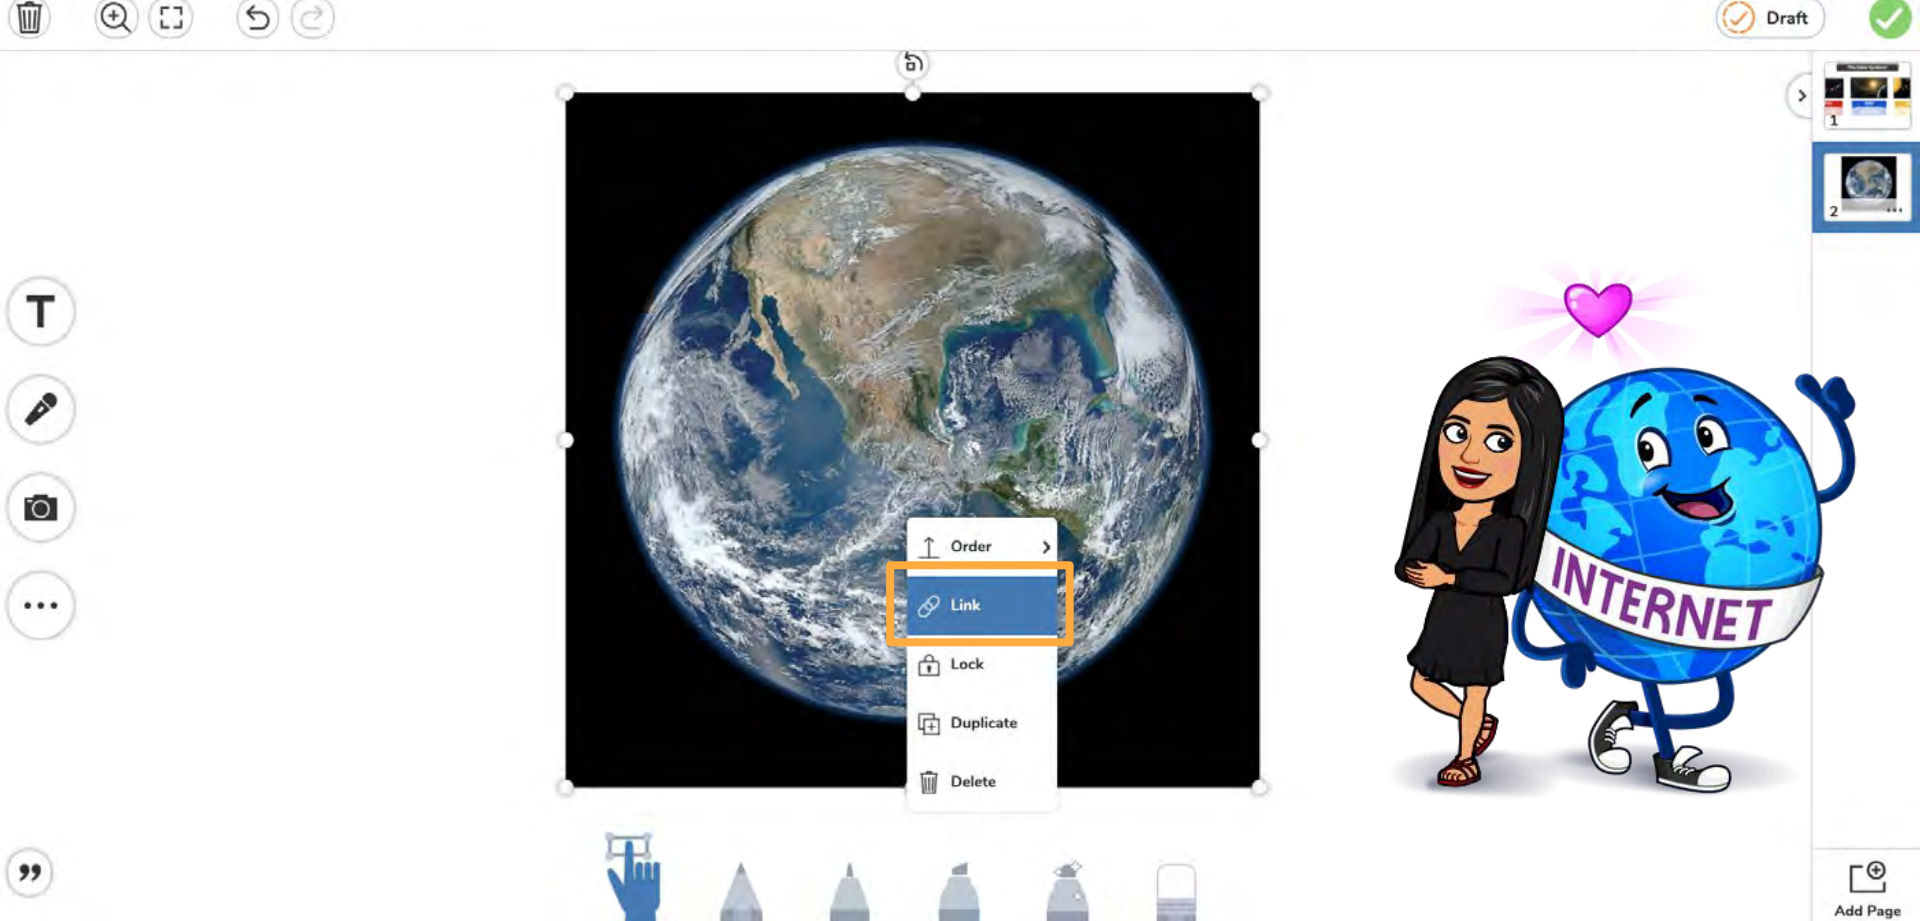 Draft
1
2
Order
Link
Lock
Duplicate
Delete
INTERNET
T
Add Page